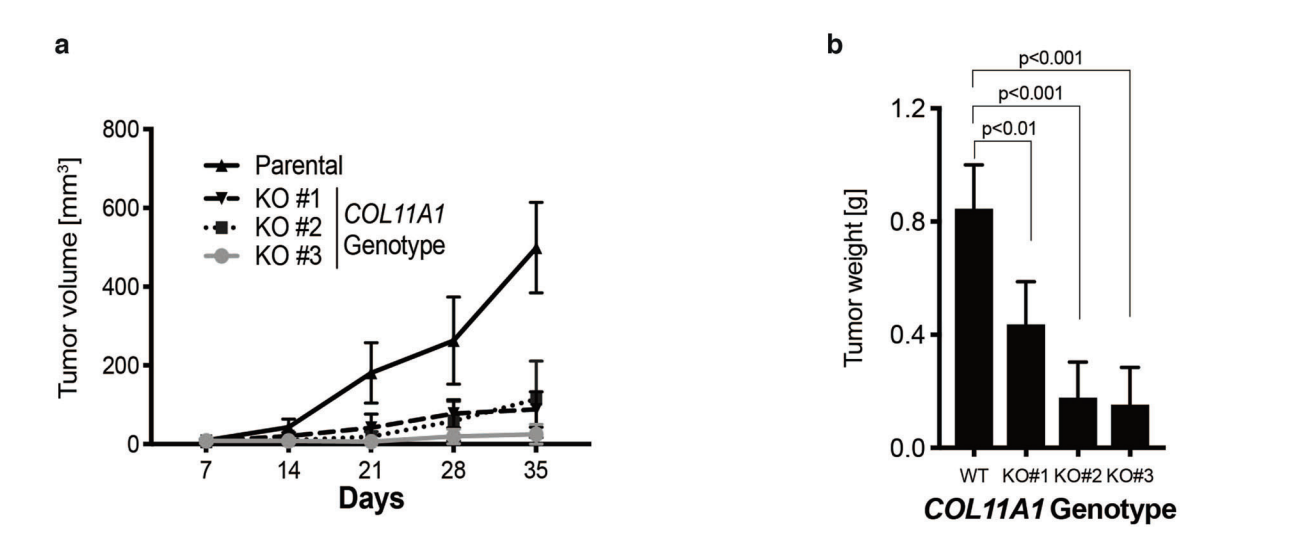 a
Tumor volume [mm³]
800
600
400
200
0
Parental
KO #1
KO #2
KO #3
COL11A1
Genotype
7 14 21 28 35
Days
b
Tumor weight [g]
1.2
0.8
0.4
0.0
p<0.001
p<0.001
p<0.01
WT KO#1 KO#2 KO#3
COL11A1 Genotype